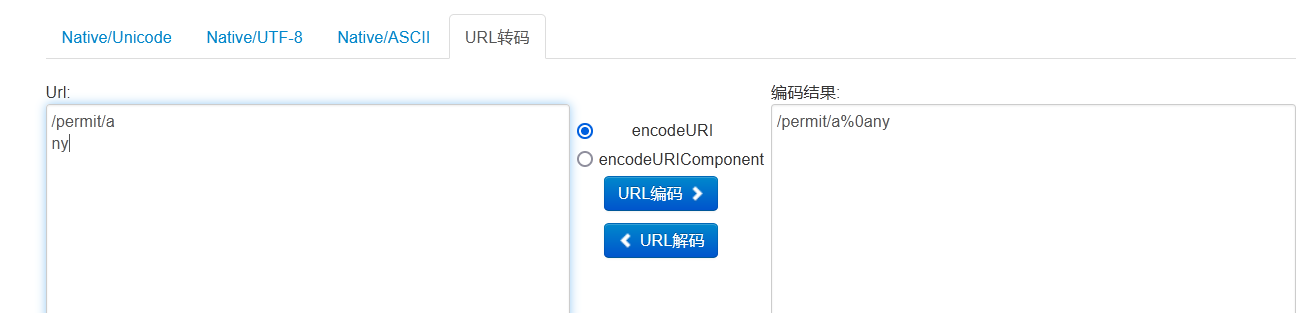 Native/Unicode Native/UTF-8 Native/ASCII URL转码
Url:
/permit/a
ny
encodeURI
encodeURIComponent
URL编码
URL解码
编码结果:
/permit/a%0any